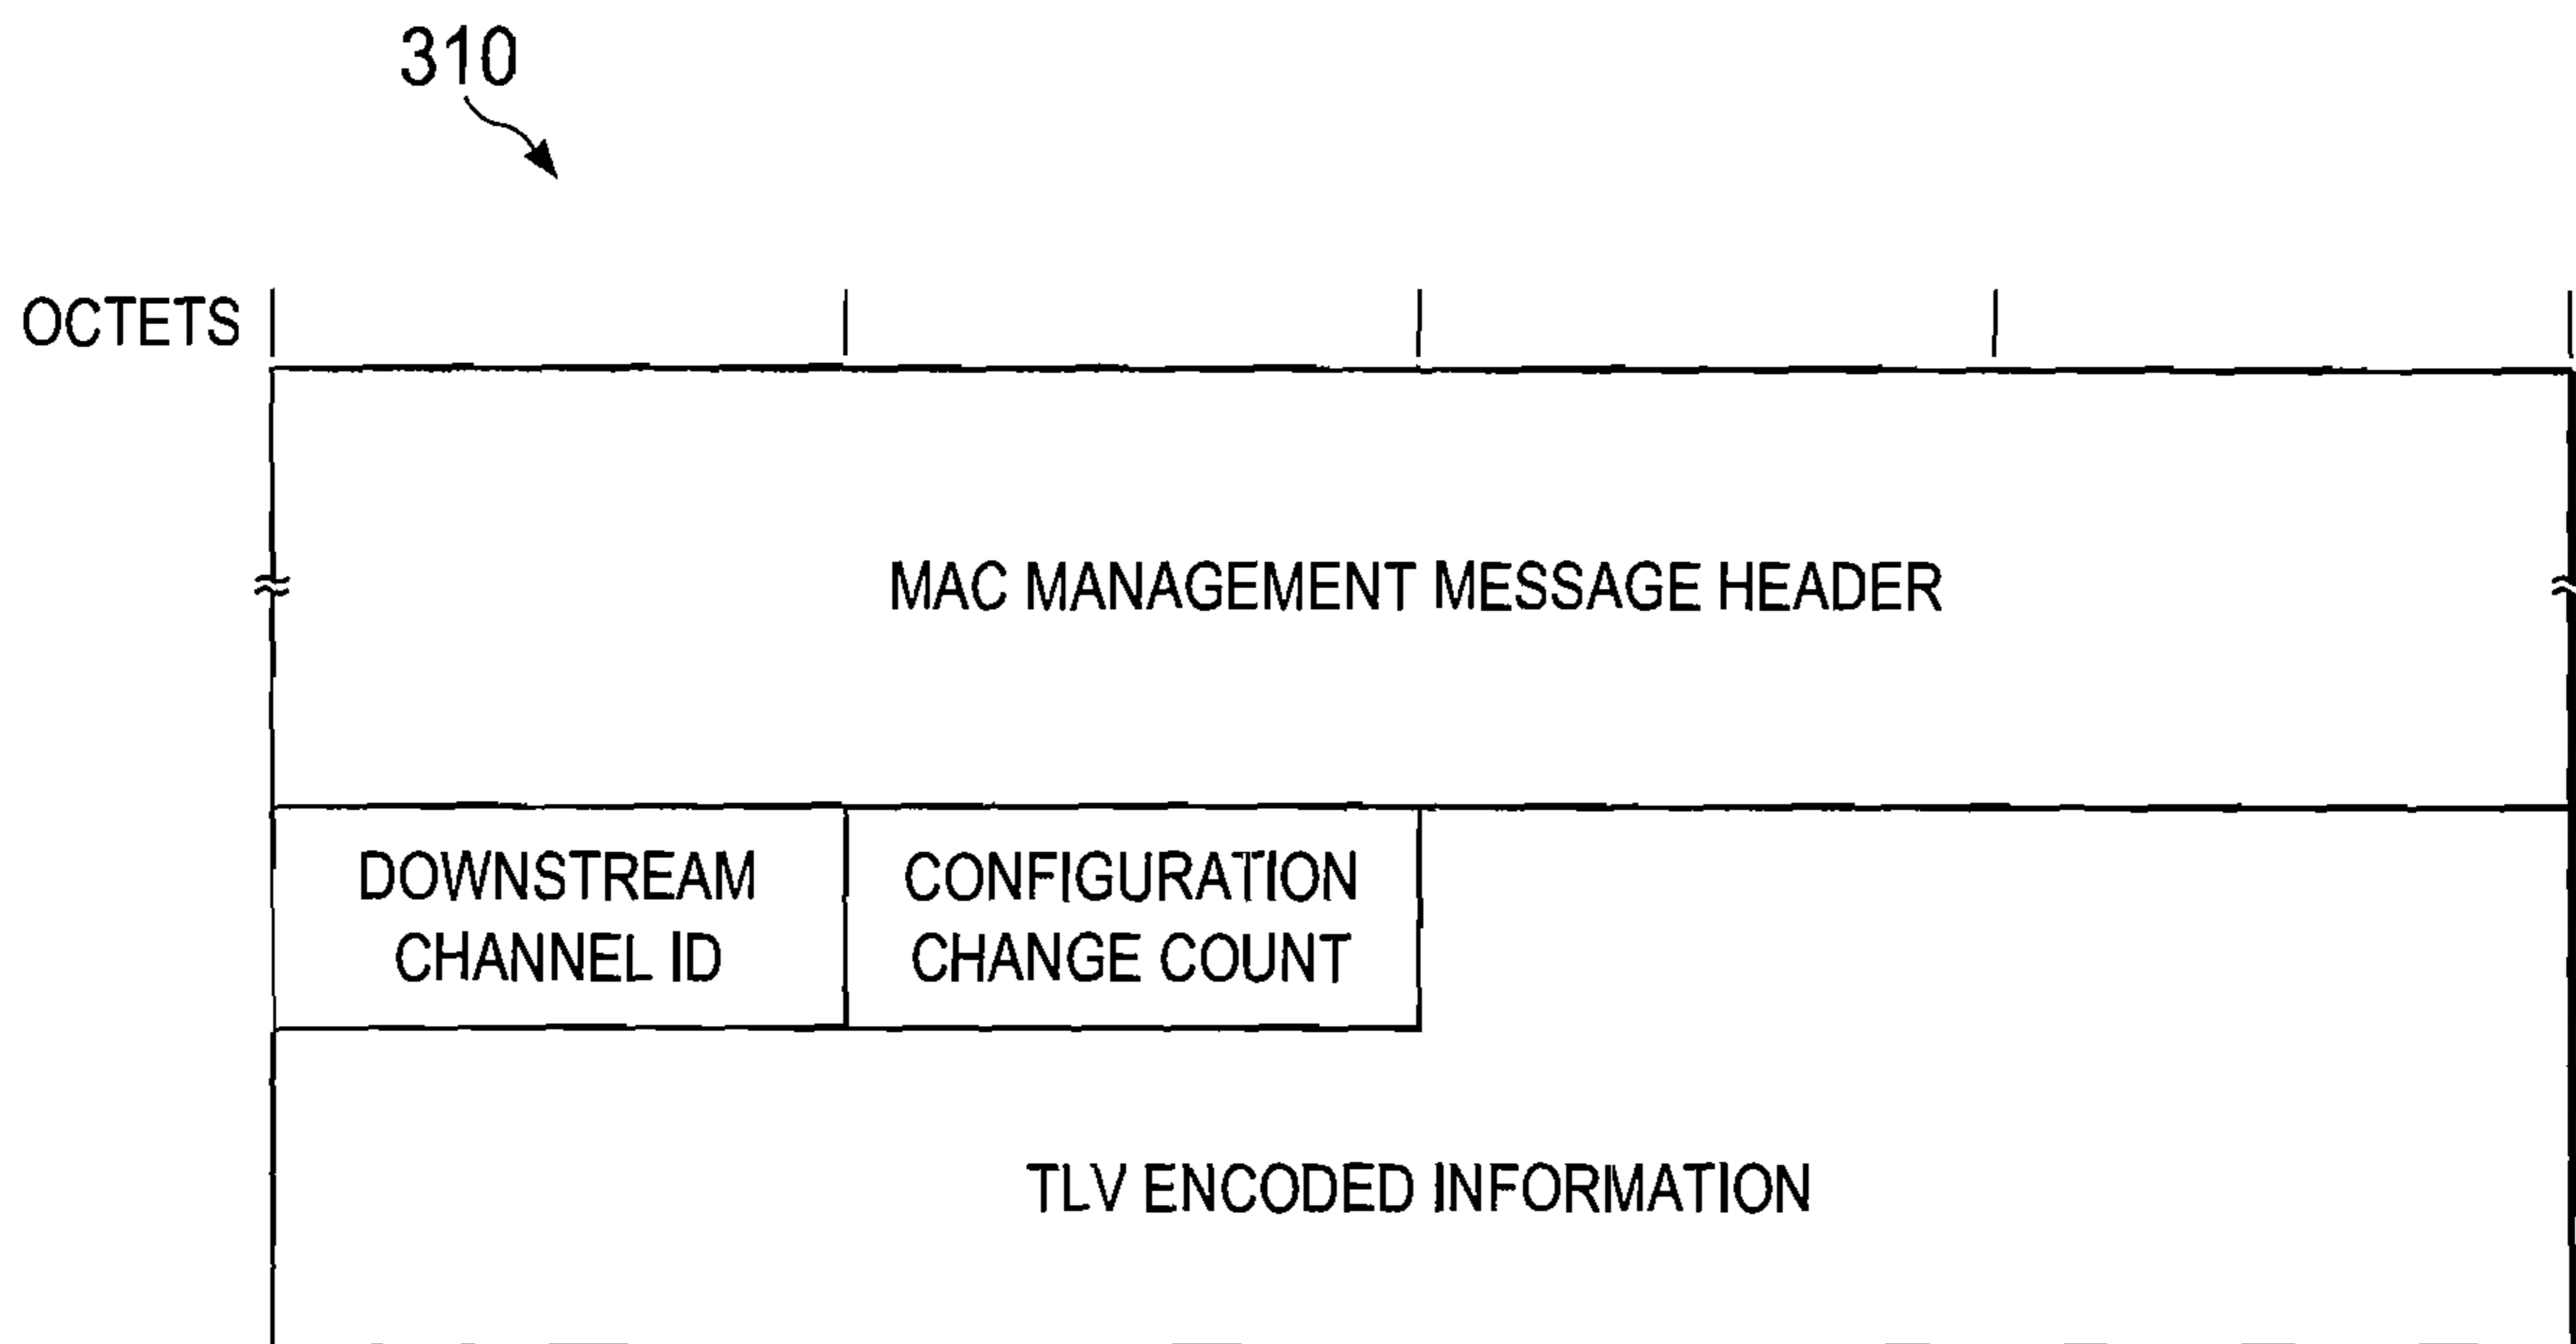 310
OCTETS
MAC MANAGEMENT MESSAGE HEADER
DOWNSTREAM
CHANNEL ID
CONFIGURATION
CHANGE COUNT
TLV ENCODED INFORMATION